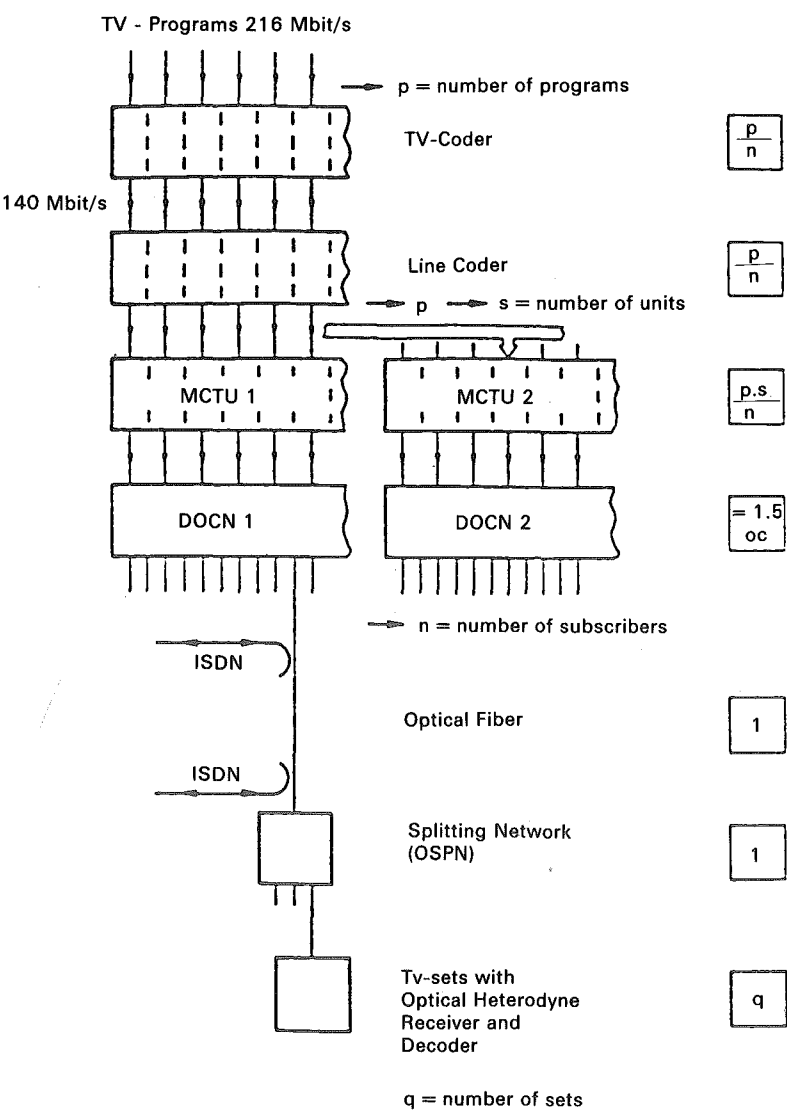 TV - Programs 216 Mbit/s
p = number of programs
TV-Coder
p
n
140 Mbit/s
Line Coder
p
n
p
s = number of units
MCTU 1
MCTU 2
p.s
n
DOCN 1
DOCN 2
= 1.5
oc
n = number of subscribers
ISDN
Optical Fiber
1
ISDN
Splitting Network
(OSPN)
1
Tv-sets with
Optical Heterodyne
Receiver and
Decoder
q
q = number of sets